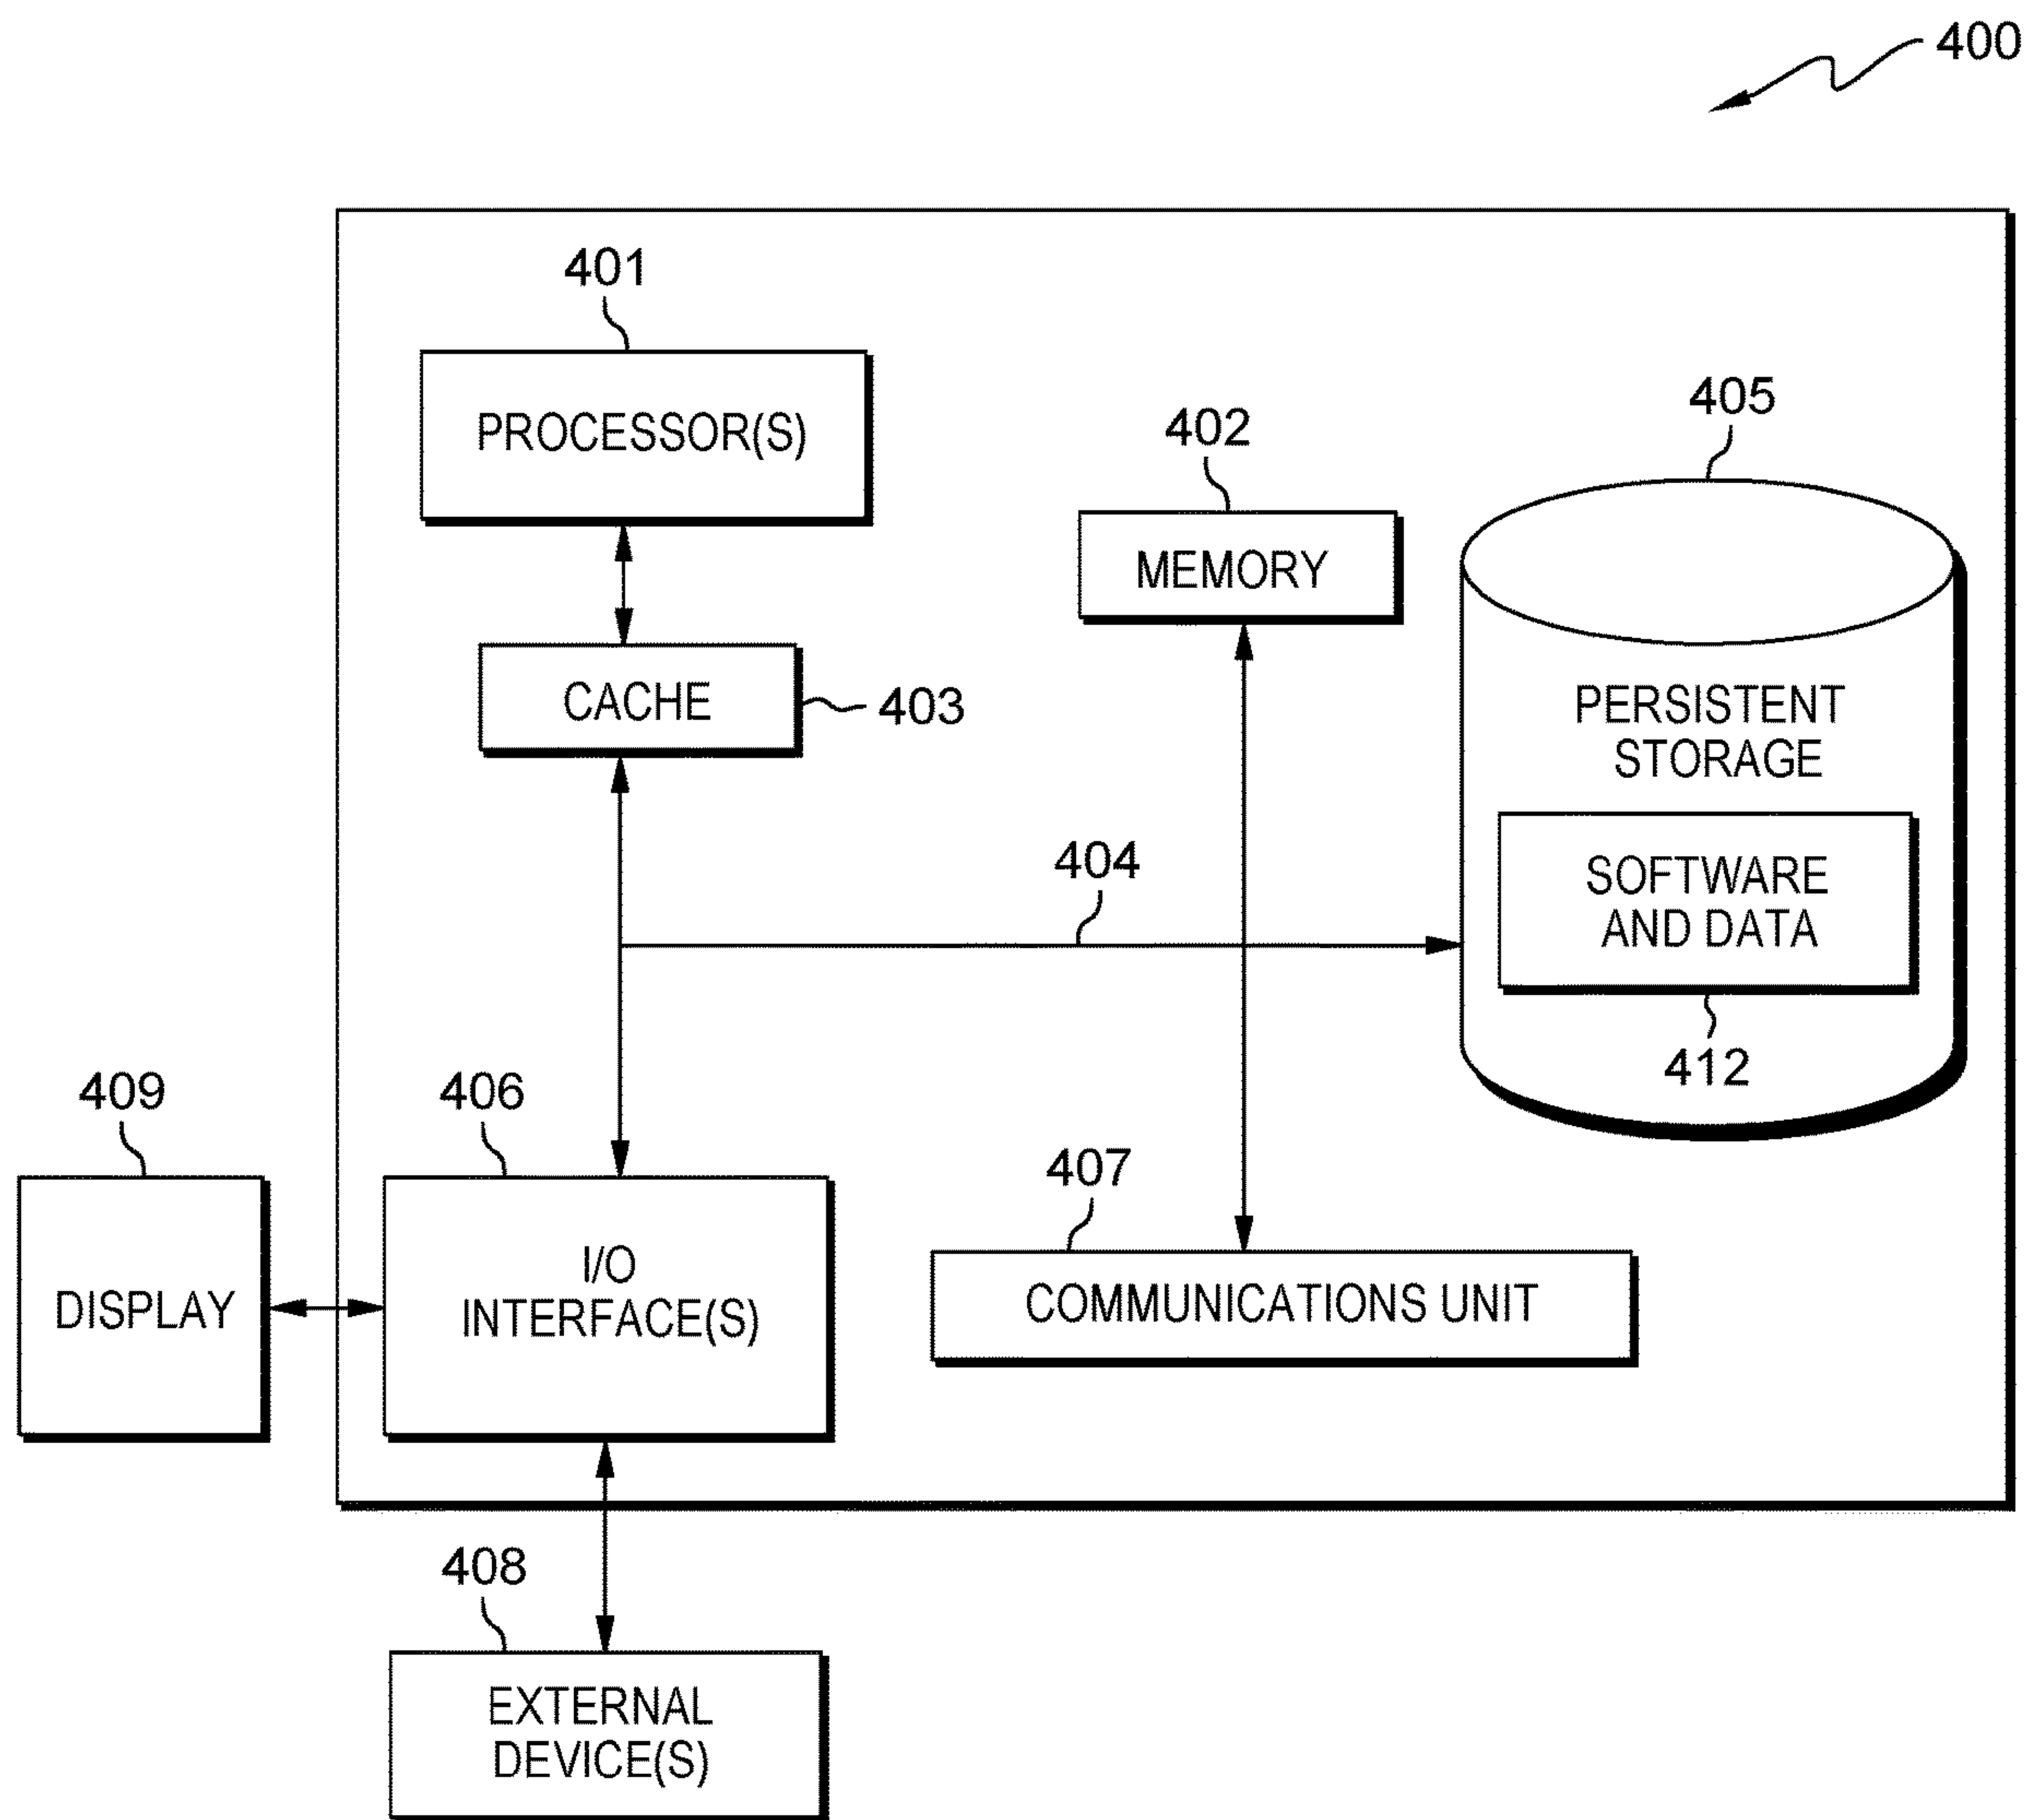 400
401
PROCESSOR(S)
402
MEMORY
405
CACHE
403
PERSISTENT
STORAGE
404
SOFTWARE
AND DATA
412
409
DISPLAY
406
I/O
INTERFACE(S)
407
COMMUNICATIONS UNIT
408
EXTERNAL
DEVICE(S)